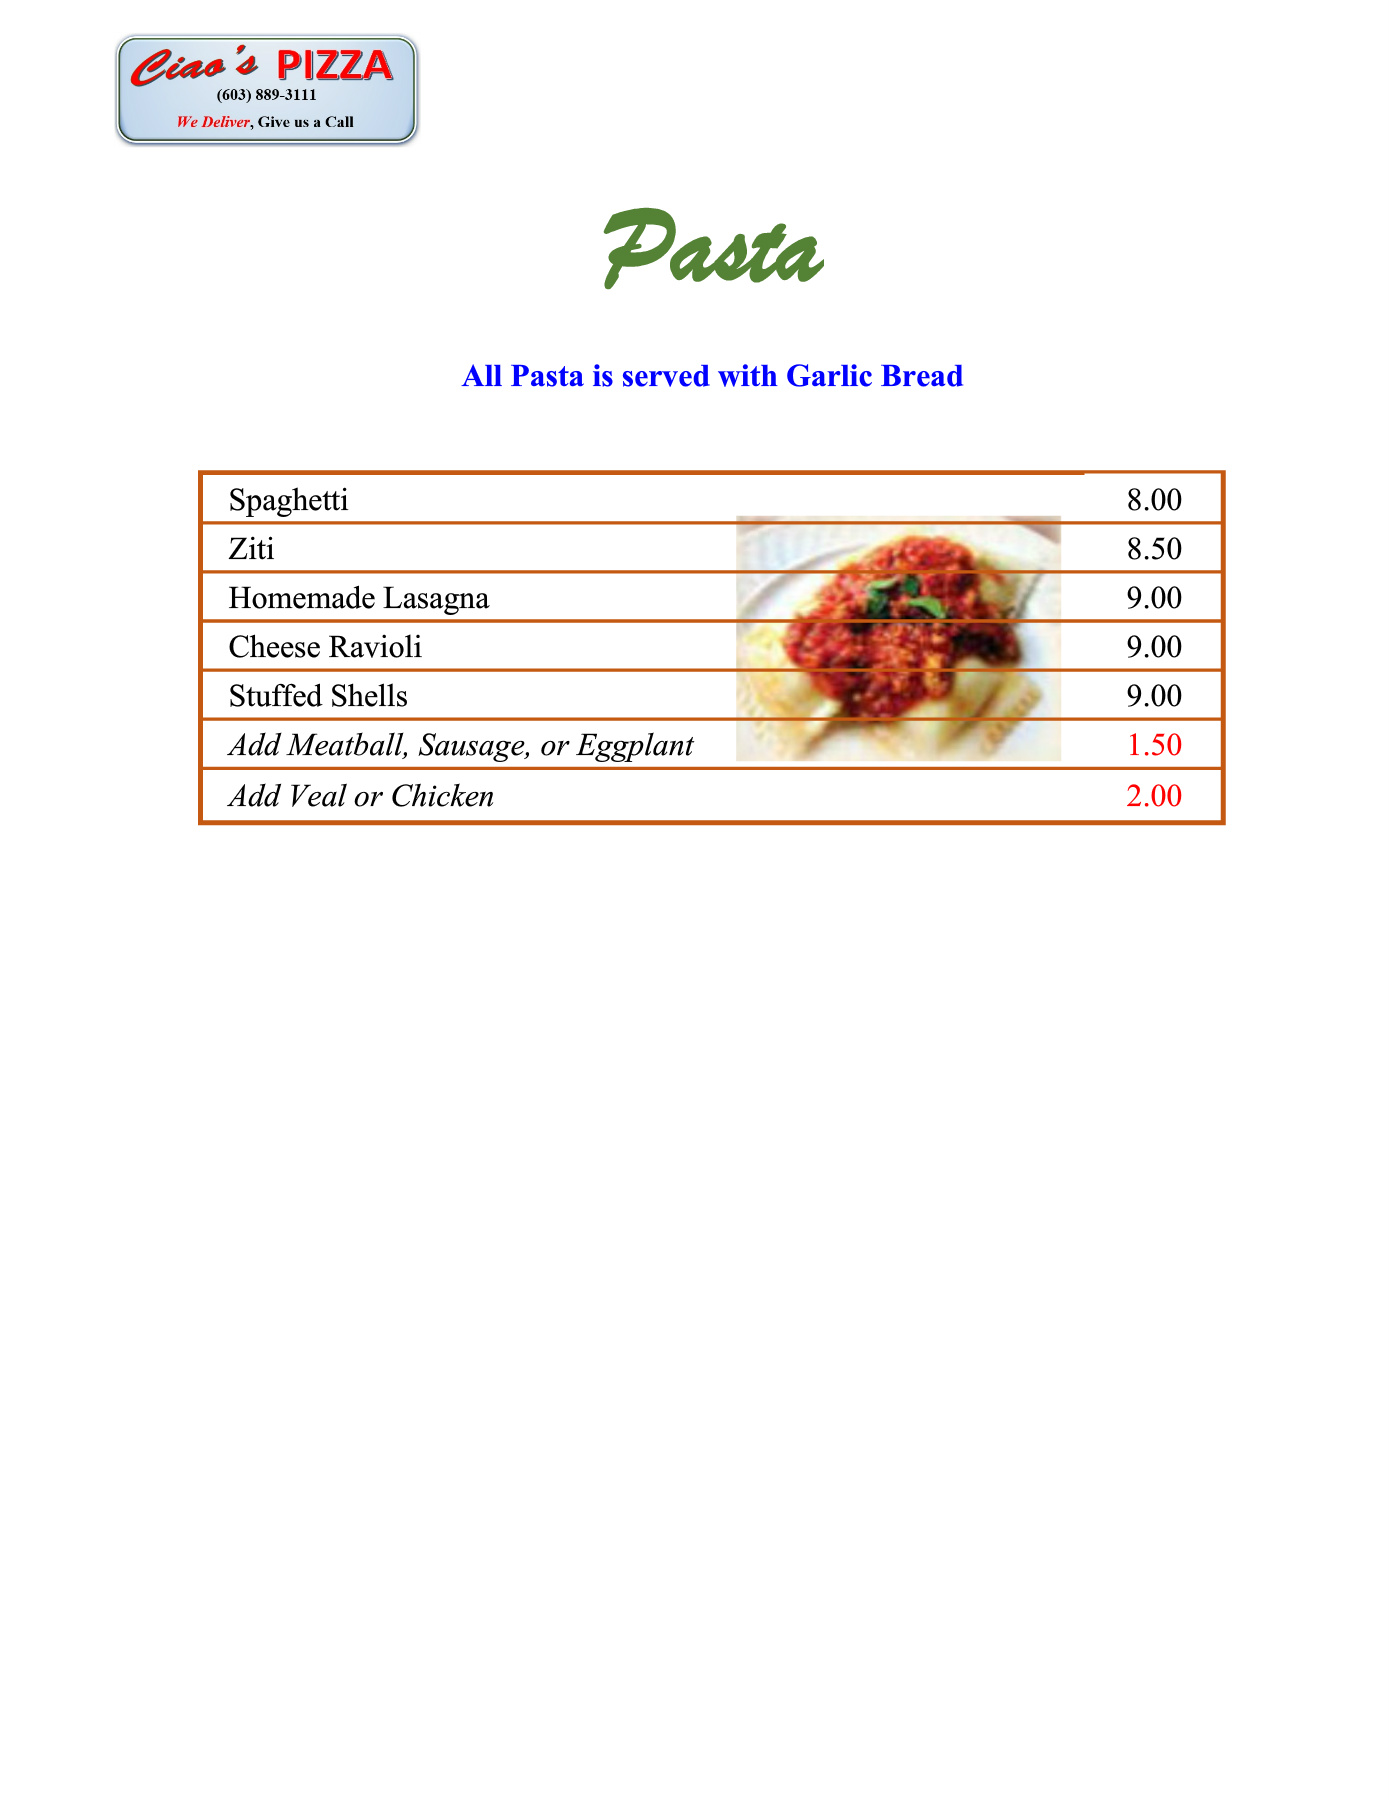 Ciao's PIZZA
(603) 889-3111
We Deliver, Give us a Call
Pasta
All Pasta is served with Garlic Bread
Spaghetti 8.00
Ziti 8.50
Homemade Lasagna 9.00
Cheese Ravioli 9.00
Stuffed Shells 9.00
Add Meatball, Sausage, or Eggplant 1.50
Add Veal or Chicken 2.00